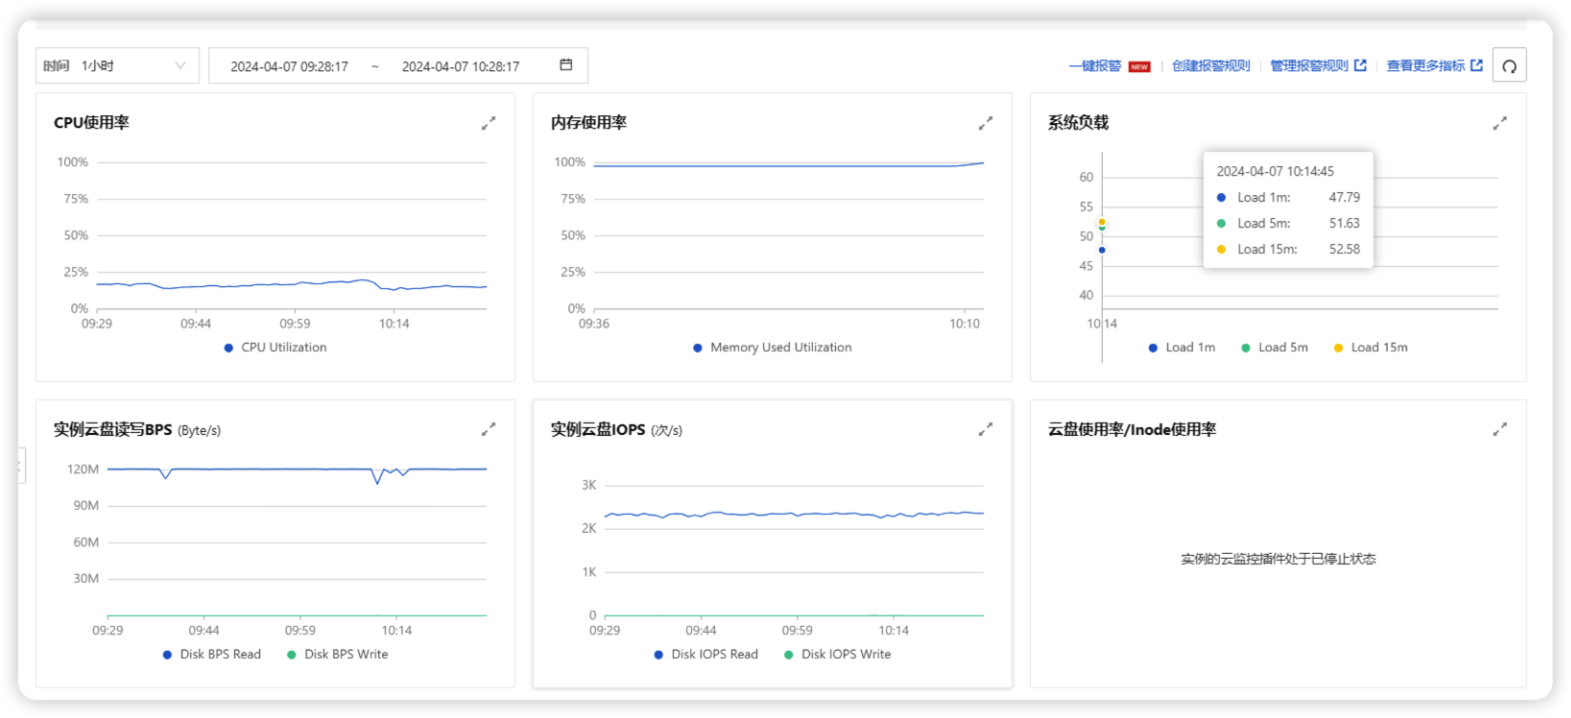 时间 1小时
2024-04-07 09:28:17 ~ 2024-04-07 10:28:17
一键报警 NEW 创建报警规则 管理报警规则 查看更多指标
CPU使用率
100%
75%
50%
25%
0%
09:29 09:44 09:59 10:14
CPU Utilization
内存使用率
100%
75%
50%
25%
0%
09:36 10:10
Memory Used Utilization
系统负载
60
55
50
45
40
10:14
2024-04-07 10:14:45
Load 1m: 47.79
Load 5m: 51.63
Load 15m: 52.58
Load 1m Load 5m Load 15m
实例云盘读写BPS (Byte/s)
120M
90M
60M
30M
09:29 09:44 09:59 10:14
Disk BPS Read Disk BPS Write
实例云盘IOPS (次/s)
3K
2K
1K
0
09:29 09:44 09:59 10:14
Disk IOPS Read Disk IOPS Write
云盘使用率/Inode使用率
实例的云监控插件处于已停止状态